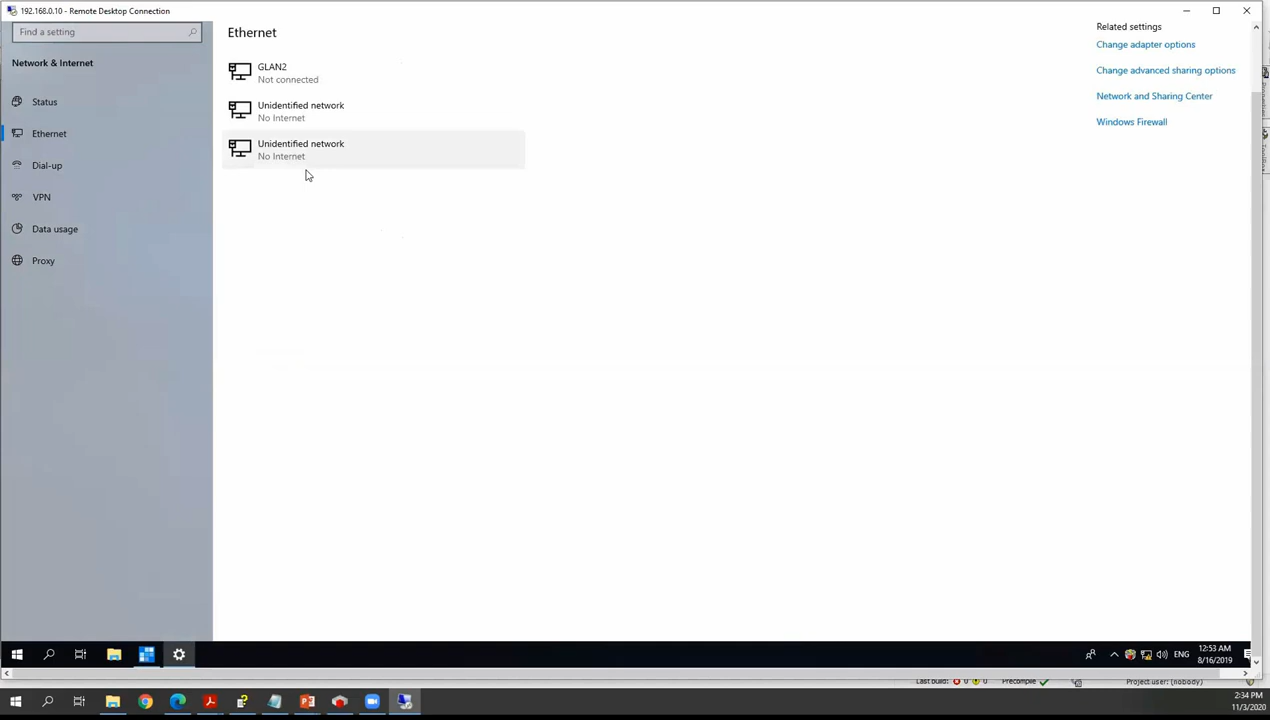 192.168.0.10 - Remote Desktop Connection
Find a setting
Network & Internet
Status
Ethernet
Dial-up
VPN
Data usage
Proxy
Ethernet
GLAN2
Not connected
Unidentified network
No Internet
Unidentified network
No Internet
Related settings
Change adapter options
Change advanced sharing options
Network and Sharing Center
Windows Firewall
ENG
12:53 AM
8/16/2019
Last build: 0 0 Precompile Project user: (nobody)
2:34 PM
11/3/2020